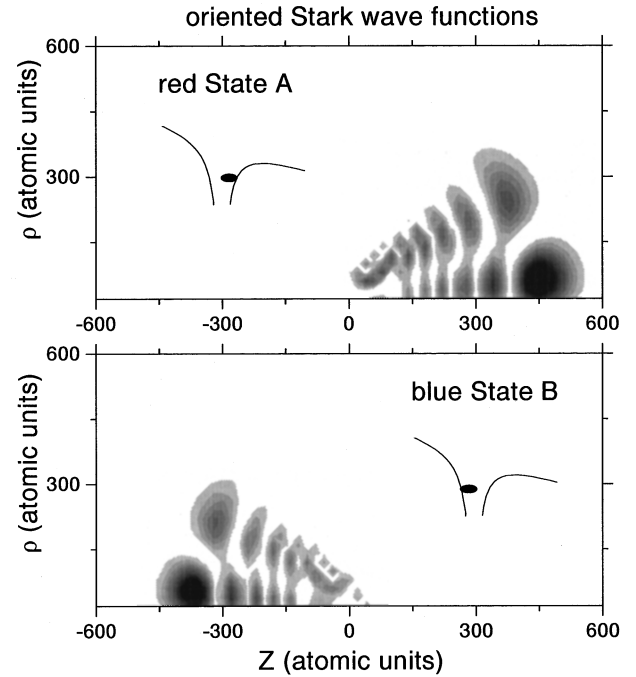 oriented Stark wave functions
600
red State A
300
ρ (atomic units)
-600 -300 0 300 600
600
blue State B
300
ρ (atomic units)
-600 -300 0 300 600
Z (atomic units)